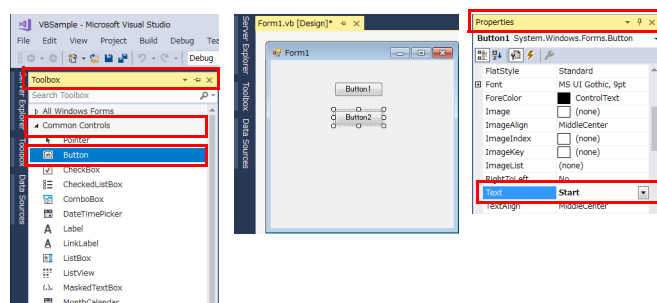 VBSample - Microsoft Visual Studio
File Edit View Project Build Debug Tea
Debug
Server Explorer Toolbox Data Sources
Toolbox
Search Toolbox
All Windows Forms
Common Controls
Pointer
Button
CheckBox
CheckedListBox
ComboBox
DateTimePicker
Label
LinkLabel
ListBox
ListView
MaskedTextBox
MonthCalendar
Server Explorer Toolbox Data Sources
Form1.vb [Design]*
Form1
Button1
Button2
Properties
Button1 System.Windows.Forms.Button
FlatStyle Standard
Font MS UI Gothic, 9pt
ForeColor ControlText
Image (none)
ImageAlign MiddleCenter
ImageIndex (none)
ImageKey (none)
ImageList (none)
RightToLeft No
Text Start
TextAlign MiddleCenter